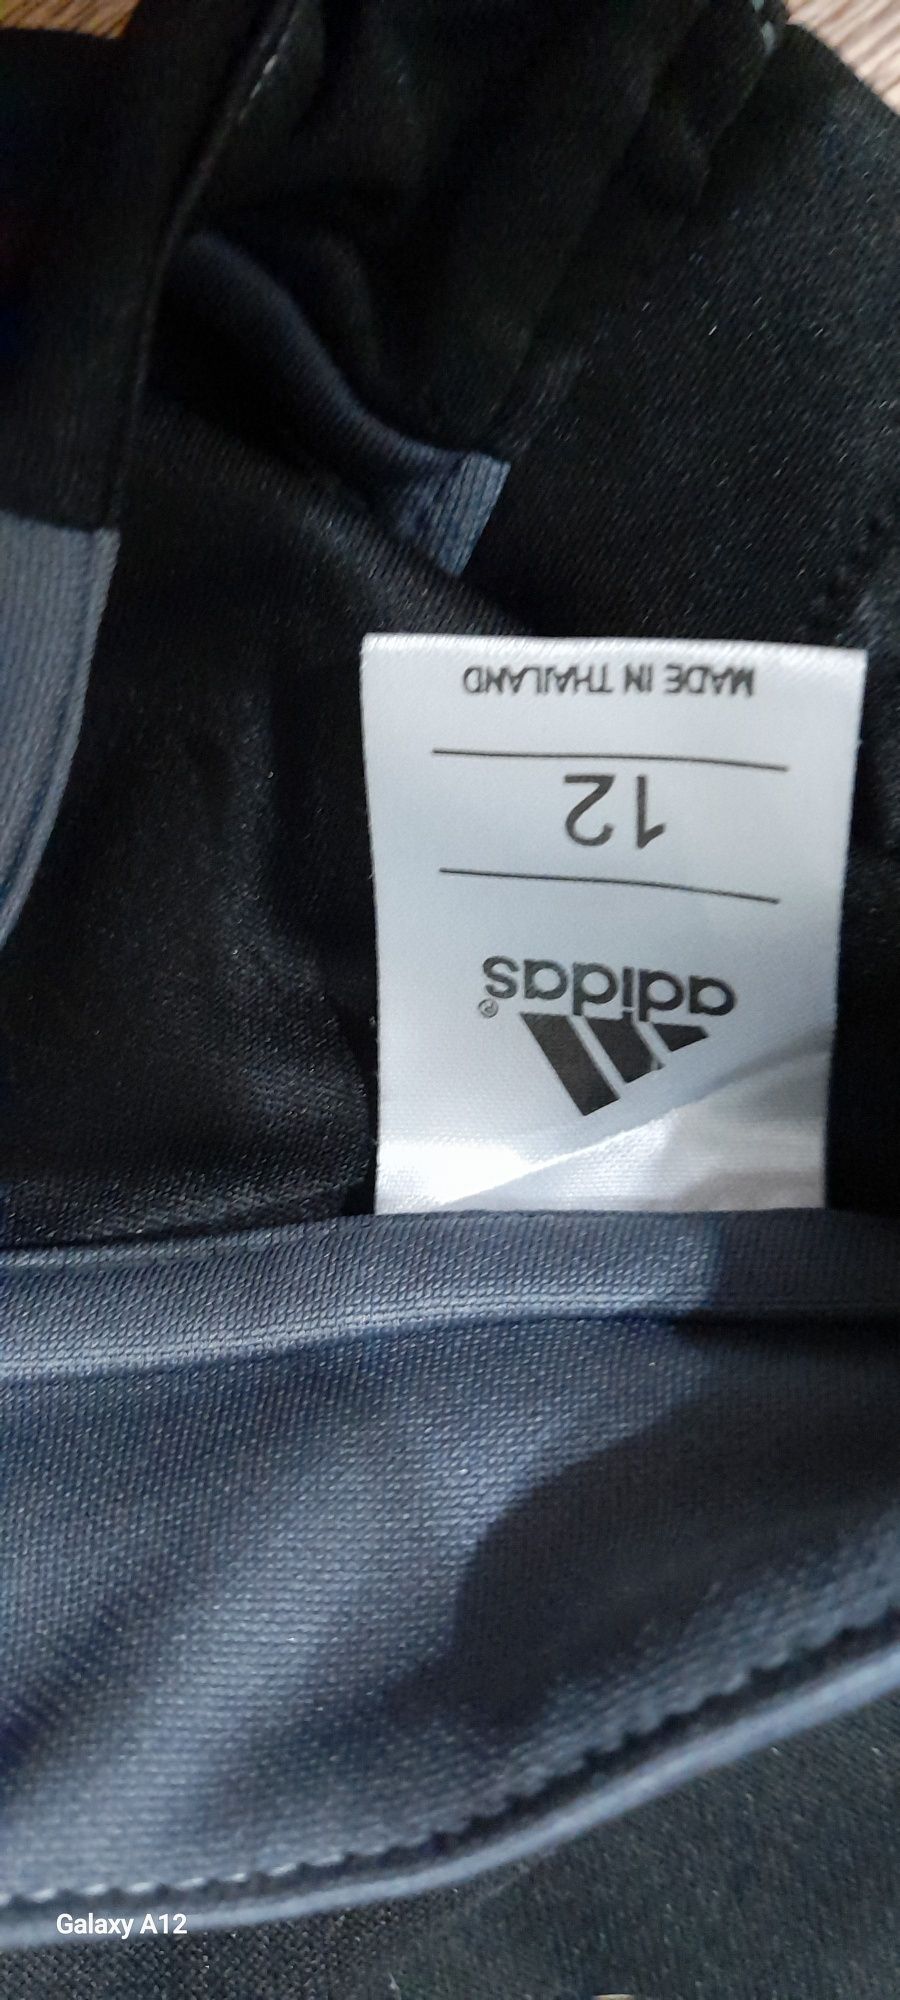 adidas®
12
MADE IN THAILAND
Galaxy A12